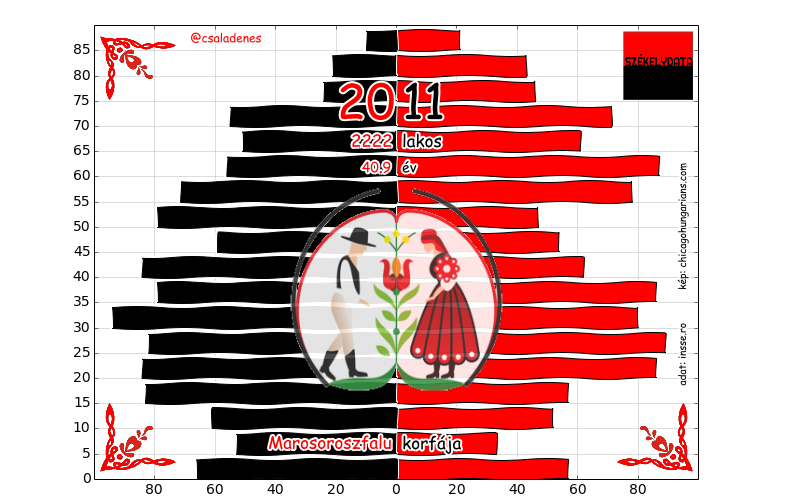 @csaladenes
SZÉKELYDATA
2011
2222 lakos
40.9 év
kép: chicagohungarians.com
adat: insse.ro
Marosoroszfalu korfája
85
80
75
70
65
60
55
50
45
40
35
30
25
20
15
10
5
0
80 60 40 20 0 20 40 60 80